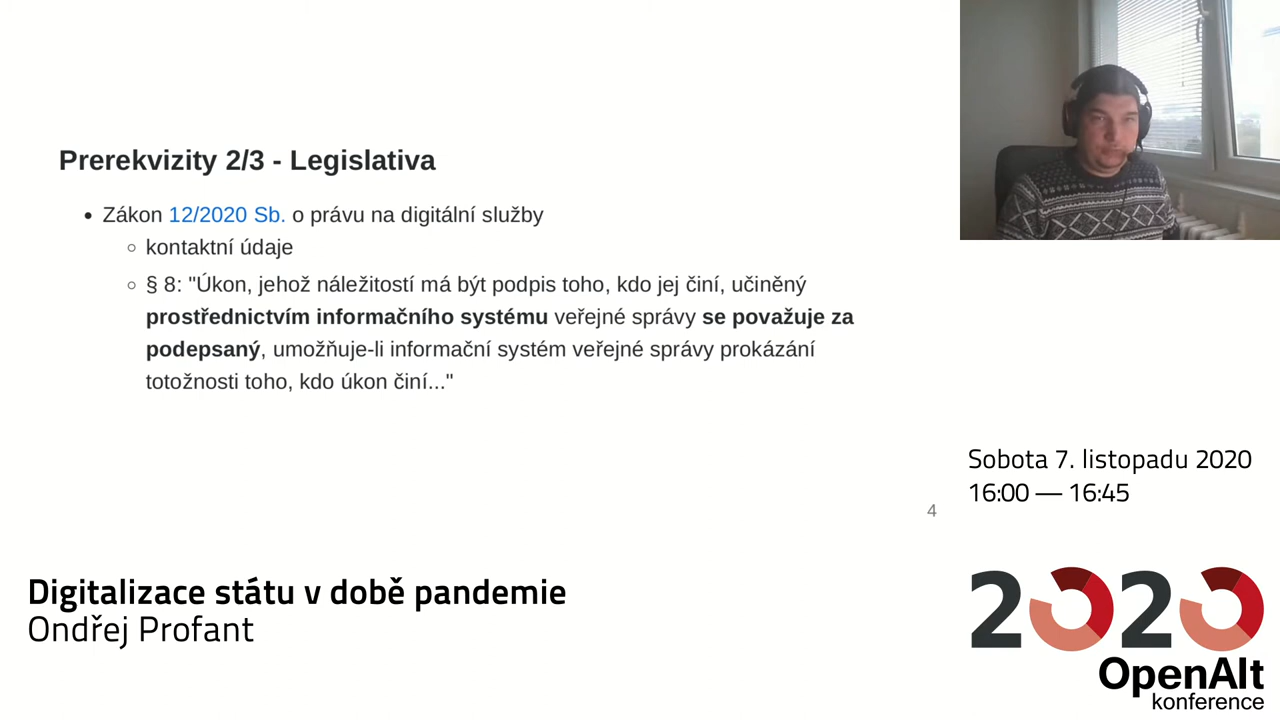 Prerekvizity 2/3 - Legislativa
Zákon 12/2020 Sb. o právu na digitální služby
kontaktní údaje
§ 8: "Úkon, jehož náležitostí má být podpis toho, kdo jej činí, učiněný
prostřednictvím informačního systému veřejné správy se považuje za
podepsaný, umožňuje-li informační systém veřejné správy prokázání
totožnosti toho, kdo úkon činí..."
4
Sobota 7. listopadu 2020
16:00 — 16:45
Digitalizace státu v době pandemie
Ondřej Profant
2020
OpenAlt
konference